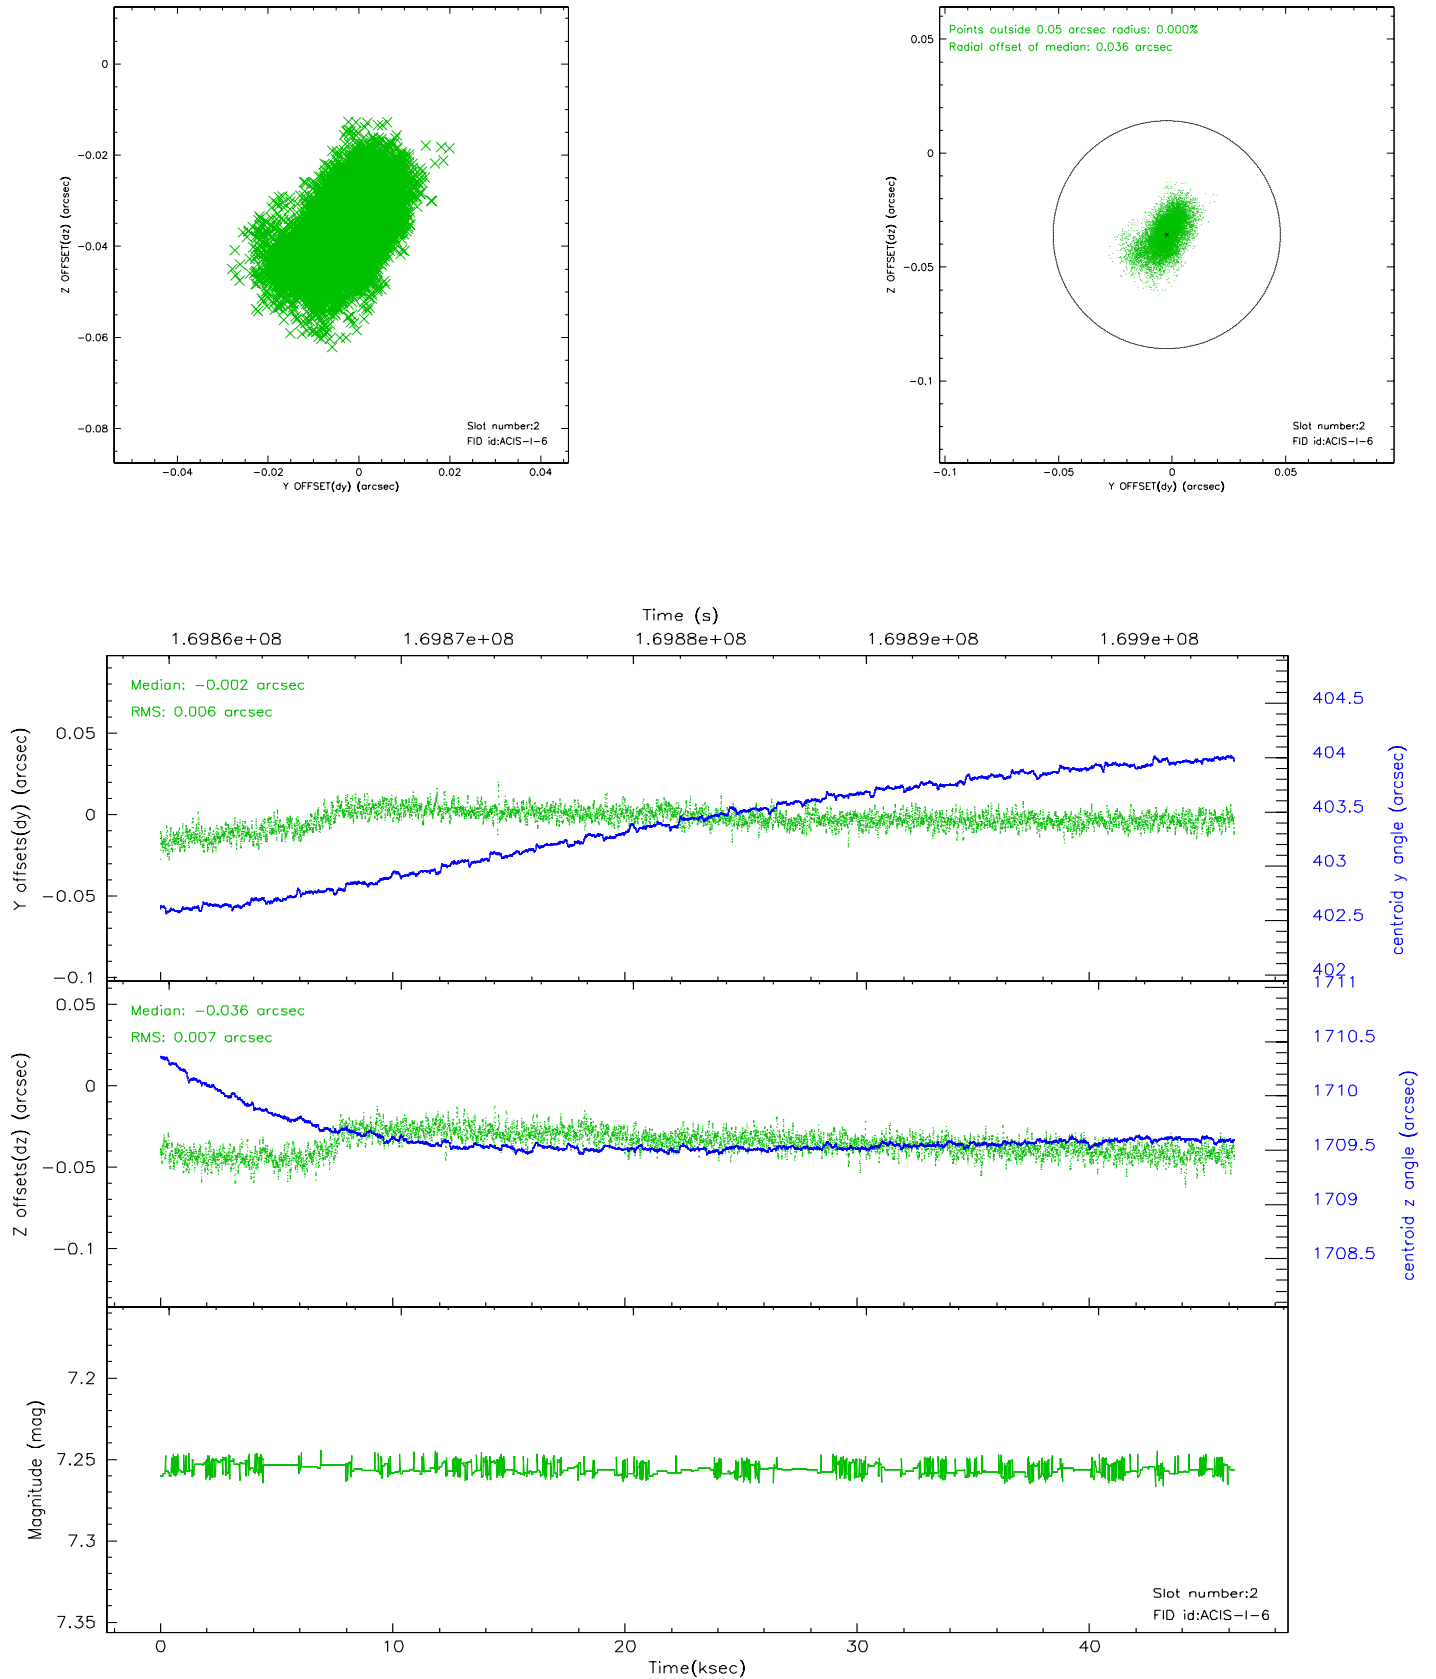 0
-0.02
-0.04
-0.06
-0.08
Z OFFSET(dz) (arcsec)
Slot number:2
FID id:ACIS-I-6
-0.04 -0.02 0 0.02 0.04
Y OFFSET(dy) (arcsec)
Points outside 0.05 arcsec radius: 0.000%
Radial offset of median: 0.036 arcsec
0.05
0
-0.05
-0.1
Z OFFSET(dz) (arcsec)
Slot number:2
FID id:ACIS-I-6
-0.1 -0.05 0 0.05
Y OFFSET(dy) (arcsec)
Time (s)
1.6986e+08 1.6987e+08 1.6988e+08 1.6989e+08 1.699e+08
Median: -0.002 arcsec
RMS: 0.006 arcsec
0.05
0
-0.05
-0.1
Y offsets(dy) (arcsec)
404.5
404
403.5
403
402.5
402
centroid y angle (arcsec)
Median: -0.036 arcsec
RMS: 0.007 arcsec
0.05
0
-0.05
-0.1
Z offsets(dz) (arcsec)
1711
1710.5
1710
1709.5
1709
1708.5
centroid z angle (arcsec)
7.2
7.25
7.3
7.35
Magnitude (mag)
Slot number:2
FID id:ACIS-I-6
0 10 20 30 40
Time(ksec)